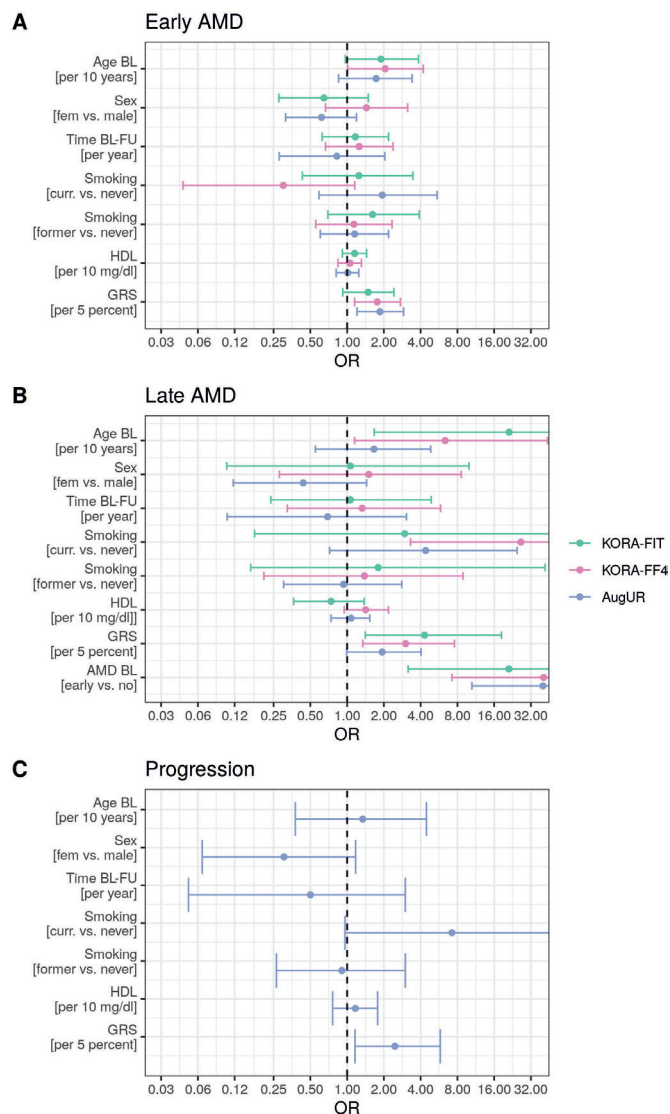 A
Early AMD
Age BL
[per 10 years]
Sex
[fem vs. male]
Time BL-FU
[per year]
Smoking
[curr. vs. never]
Smoking
[former vs. never]
HDL
[per 10 mg/dl]
GRS
[per 5 percent]
0.03 0.06 0.12 0.25 0.50 1.00 2.00 4.00 8.00 16.00 32.00
OR
B
Late AMD
Age BL
[per 10 years]
Sex
[fem vs. male]
Time BL-FU
[per year]
Smoking
[curr. vs. never]
Smoking
[former vs. never]
HDL
[per 10 mg/dl]]
GRS
[per 5 percent]
AMD BL
[early vs. no]
0.03 0.06 0.12 0.25 0.50 1.00 2.00 4.00 8.00 16.00 32.00
OR
KORA-FIT
KORA-FF4
AugUR
C
Progression
Age BL
[per 10 years]
Sex
[fem vs. male]
Time BL-FU
[per year]
Smoking
[curr. vs. never]
Smoking
[former vs. never]
HDL
[per 10 mg/dl]
GRS
[per 5 percent]
0.03 0.06 0.12 0.25 0.50 1.00 2.00 4.00 8.00 16.00 32.00
OR